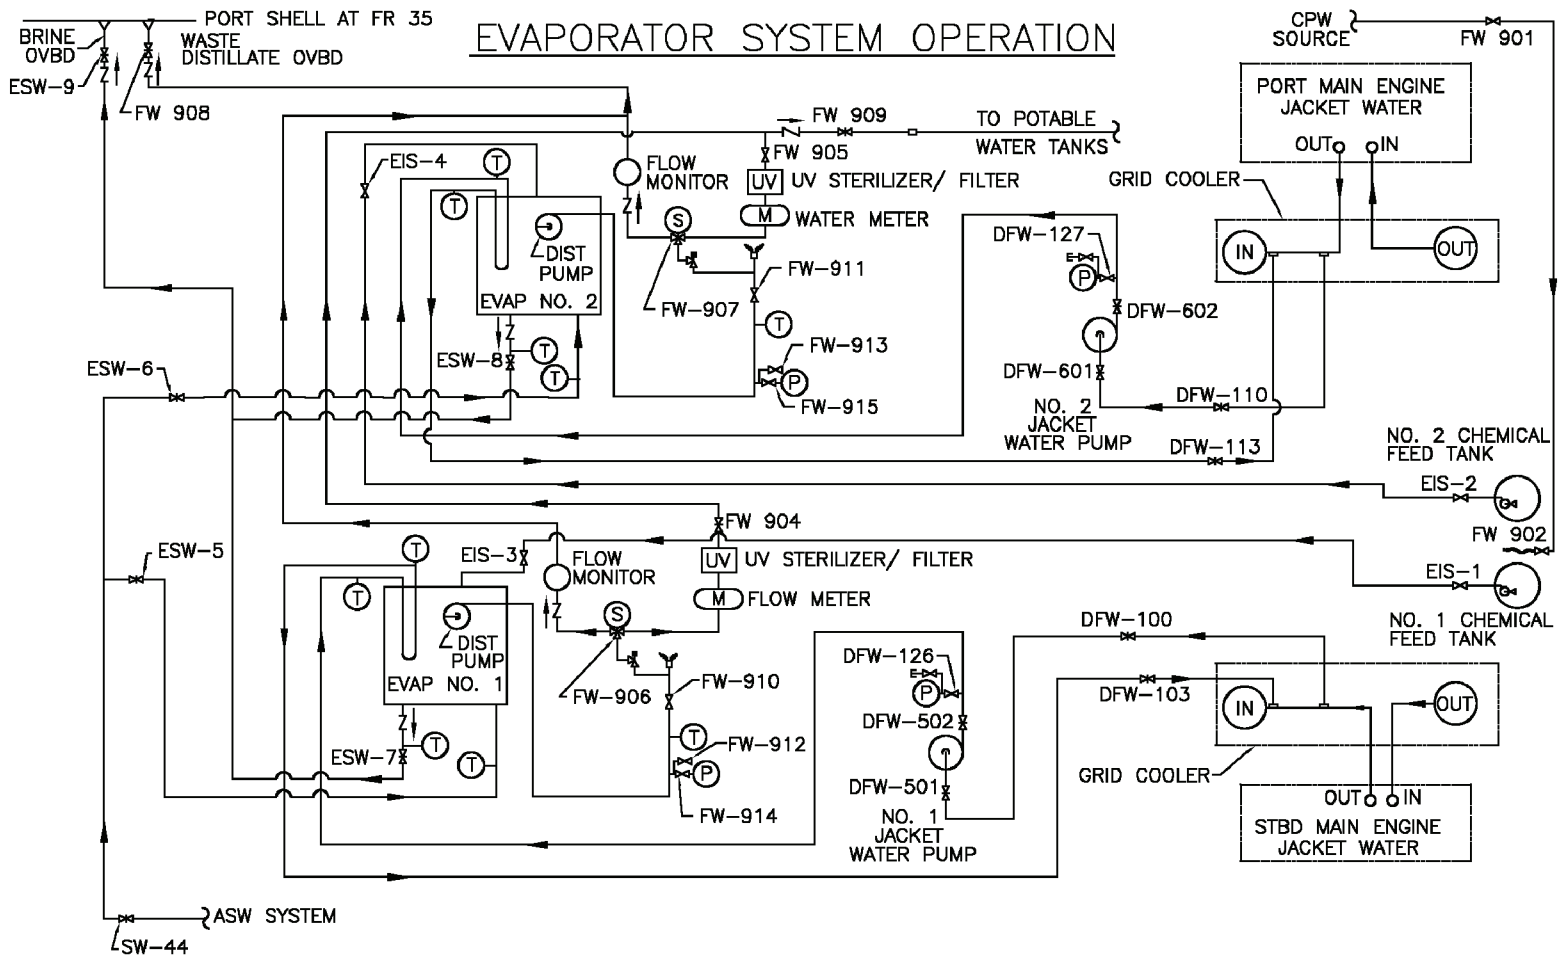 PORT SHELL AT FR 35
BRINE
OVBD
WASTE
DISTILLATE OVBD
ESW-9
FW 908
EVAPORATOR SYSTEM OPERATION
CPW
SOURCE
FW 901
PORT MAIN ENGINE
JACKET WATER
OUT
IN
GRID COOLER
IN
OUT
EIS-4
T
T
FLOW
MONITOR
FW 909
TO POTABLE
WATER TANKS
FW 905
UV
UV STERILIZER/ FILTER
M
WATER METER
S
DIST
PUMP
EVAP NO. 2
FW-907
FW-911
T
FW-913
P
FW-915
DFW-127
P
DFW-602
DFW-601
NO. 2
JACKET
WATER PUMP
DFW-110
DFW-113
ESW-6
ESW-8
T
T
NO. 2 CHEMICAL
FEED TANK
EIS-2
FW 902
EIS-1
NO. 1 CHEMICAL
FEED TANK
ESW-5
T
T
EIS-3
FLOW
MONITOR
FW 904
UV
UV STERILIZER/ FILTER
M
FLOW METER
S
DIST
PUMP
EVAP NO. 1
FW-906
FW-910
T
FW-912
P
FW-914
ESW-7
T
T
DFW-126
P
DFW-502
DFW-501
NO. 1
JACKET
WATER PUMP
DFW-100
DFW-103
IN
OUT
GRID COOLER
OUT
IN
STBD MAIN ENGINE
JACKET WATER
ASW SYSTEM
SW-44